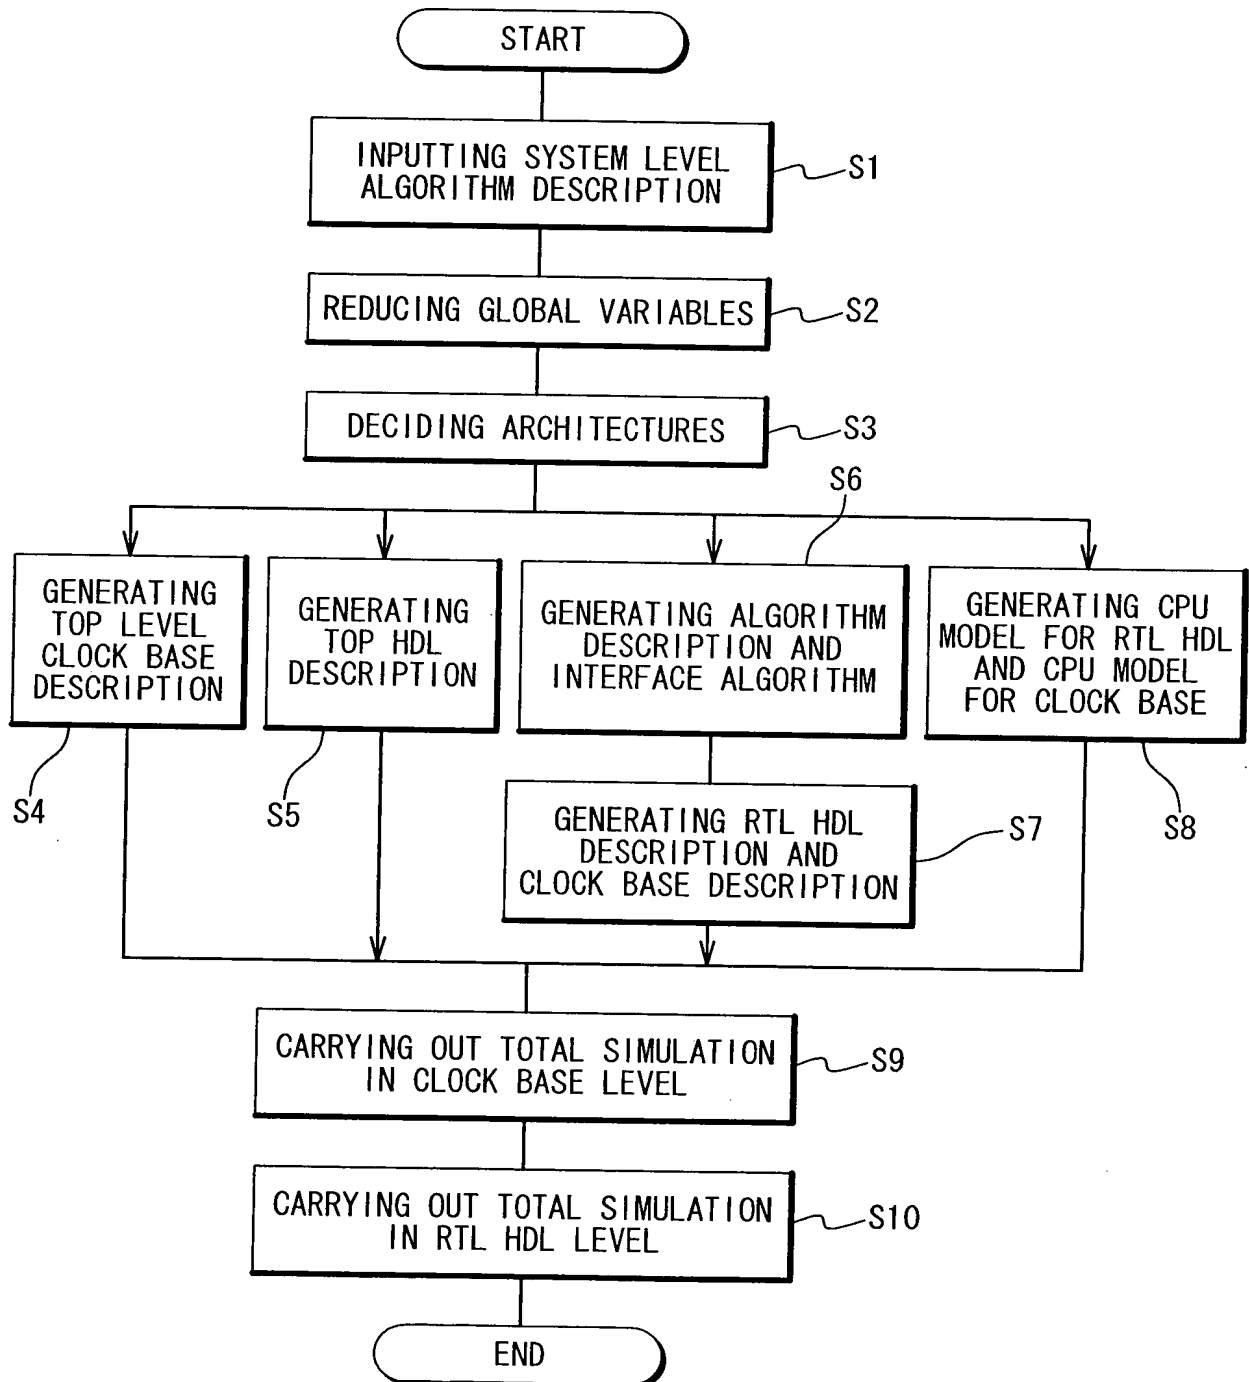 START
INPUTTING SYSTEM LEVEL
ALGORITHM DESCRIPTION
S1
REDUCING GLOBAL VARIABLES
S2
DECIDING ARCHITECTURES
S3
S6
GENERATING
TOP LEVEL
CLOCK BASE
DESCRIPTION
GENERATING
TOP HDL
DESCRIPTION
GENERATING ALGORITHM
DESCRIPTION AND
INTERFACE ALGORITHM
GENERATING CPU
MODEL FOR RTL HDL
AND CPU MODEL
FOR CLOCK BASE
S4
S5
GENERATING RTL HDL
DESCRIPTION AND
CLOCK BASE DESCRIPTION
S7
S8
CARRYING OUT TOTAL SIMULATION
IN CLOCK BASE LEVEL
S9
CARRYING OUT TOTAL SIMULATION
IN RTL HDL LEVEL
S10
END